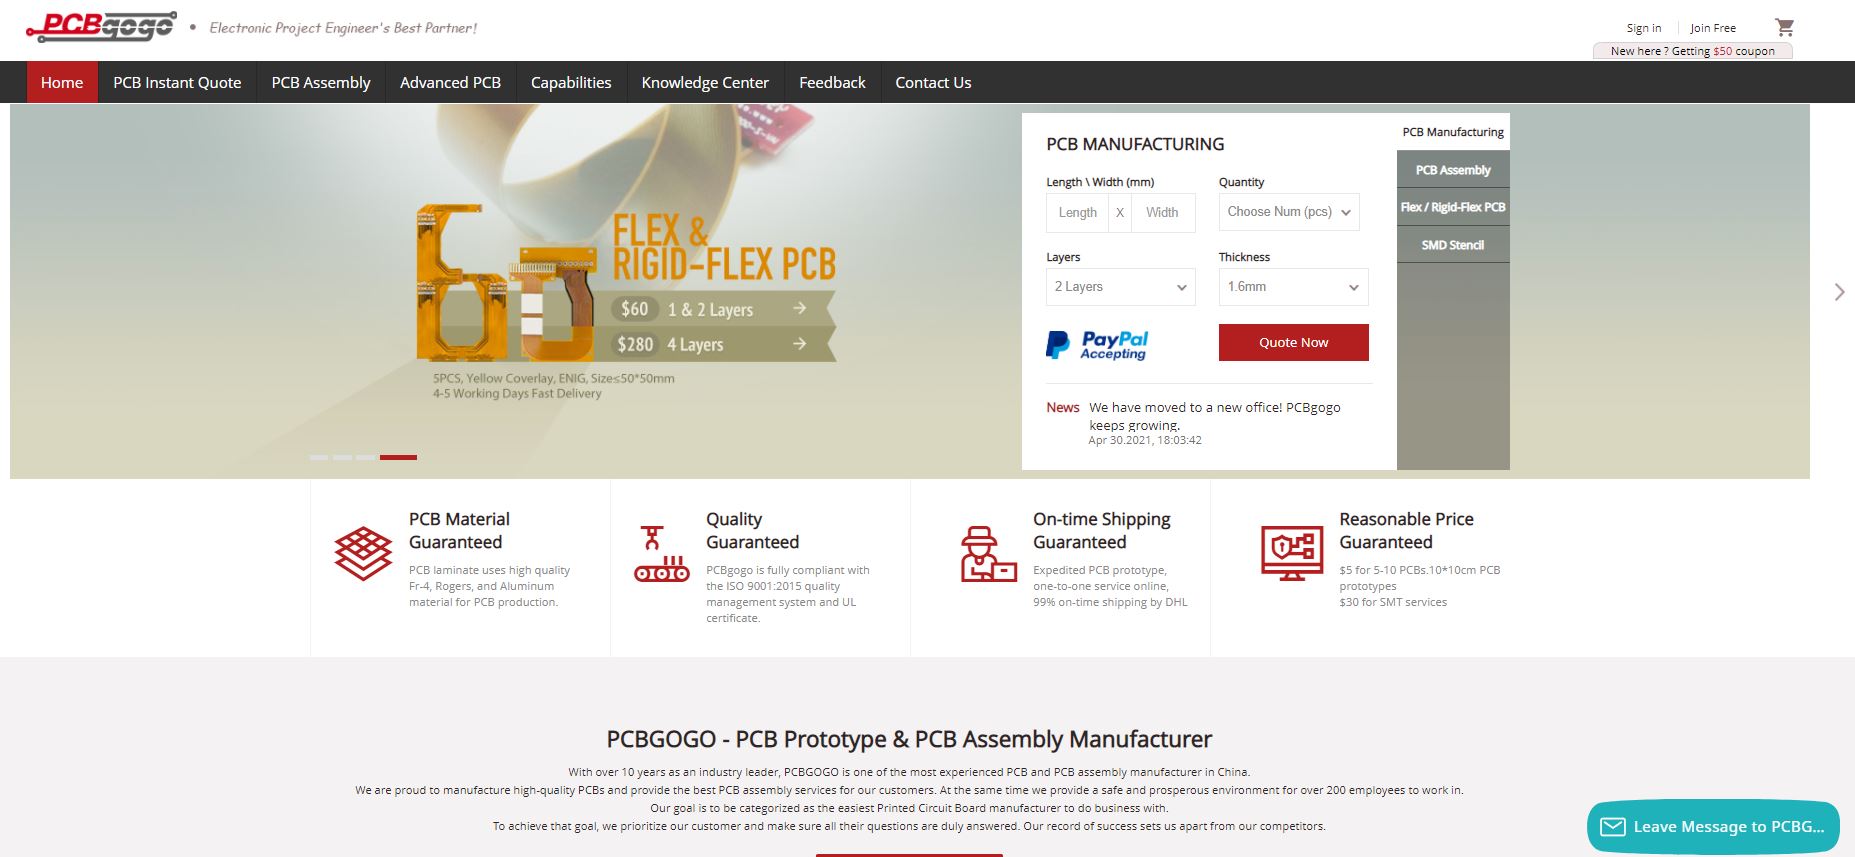 PCBgogo
• Electronic Project Engineer's Best Partner!
Sign in
Join Free
New here ? Getting $50 coupon
Home
PCB Instant Quote
PCB Assembly
Advanced PCB
Capabilities
Knowledge Center
Feedback
Contact Us
FLEX &
RIGID-FLEX PCB
$60 1 & 2 Layers
$280 4 Layers
5PCS, Yellow Coverlay, ENIG, Size≤50*50mm
4-5 Working Days Fast Delivery
PCB MANUFACTURING
Length \ Width (mm)
Quantity
Length X Width
Choose Num (pcs)
Layers
Thickness
2 Layers
1.6mm
PayPal
Accepting
Quote Now
News We have moved to a new office! PCBgogo
keeps growing.
Apr 30.2021, 18:03:42
PCB Manufacturing
PCB Assembly
Flex / Rigid-Flex PCB
SMD Stencil
PCB Material
Guaranteed
PCB laminate uses high quality
Fr-4, Rogers, and Aluminum
material for PCB production.
Quality
Guaranteed
PCBgogo is fully compliant with
the ISO 9001:2015 quality
management system and UL
certificate.
On-time Shipping
Guaranteed
Expedited PCB prototype,
one-to-one service online,
99% on-time shipping by DHL
Reasonable Price
Guaranteed
$5 for 5-10 PCBs.10*10cm PCB
prototypes
$30 for SMT services
PCBGOGO - PCB Prototype & PCB Assembly Manufacturer
With over 10 years as an industry leader, PCBGOGO is one of the most experienced PCB and PCB assembly manufacturer in China.
We are proud to manufacture high-quality PCBs and provide the best PCB assembly services for our customers. At the same time we provide a safe and prosperous environment for over 200 employees to work in.
Our goal is to be categorized as the easiest Printed Circuit Board manufacturer to do business with.
To achieve that goal, we prioritize our customer and make sure all their questions are duly answered. Our record of success sets us apart from our competitors.
Leave Message to PCBG...